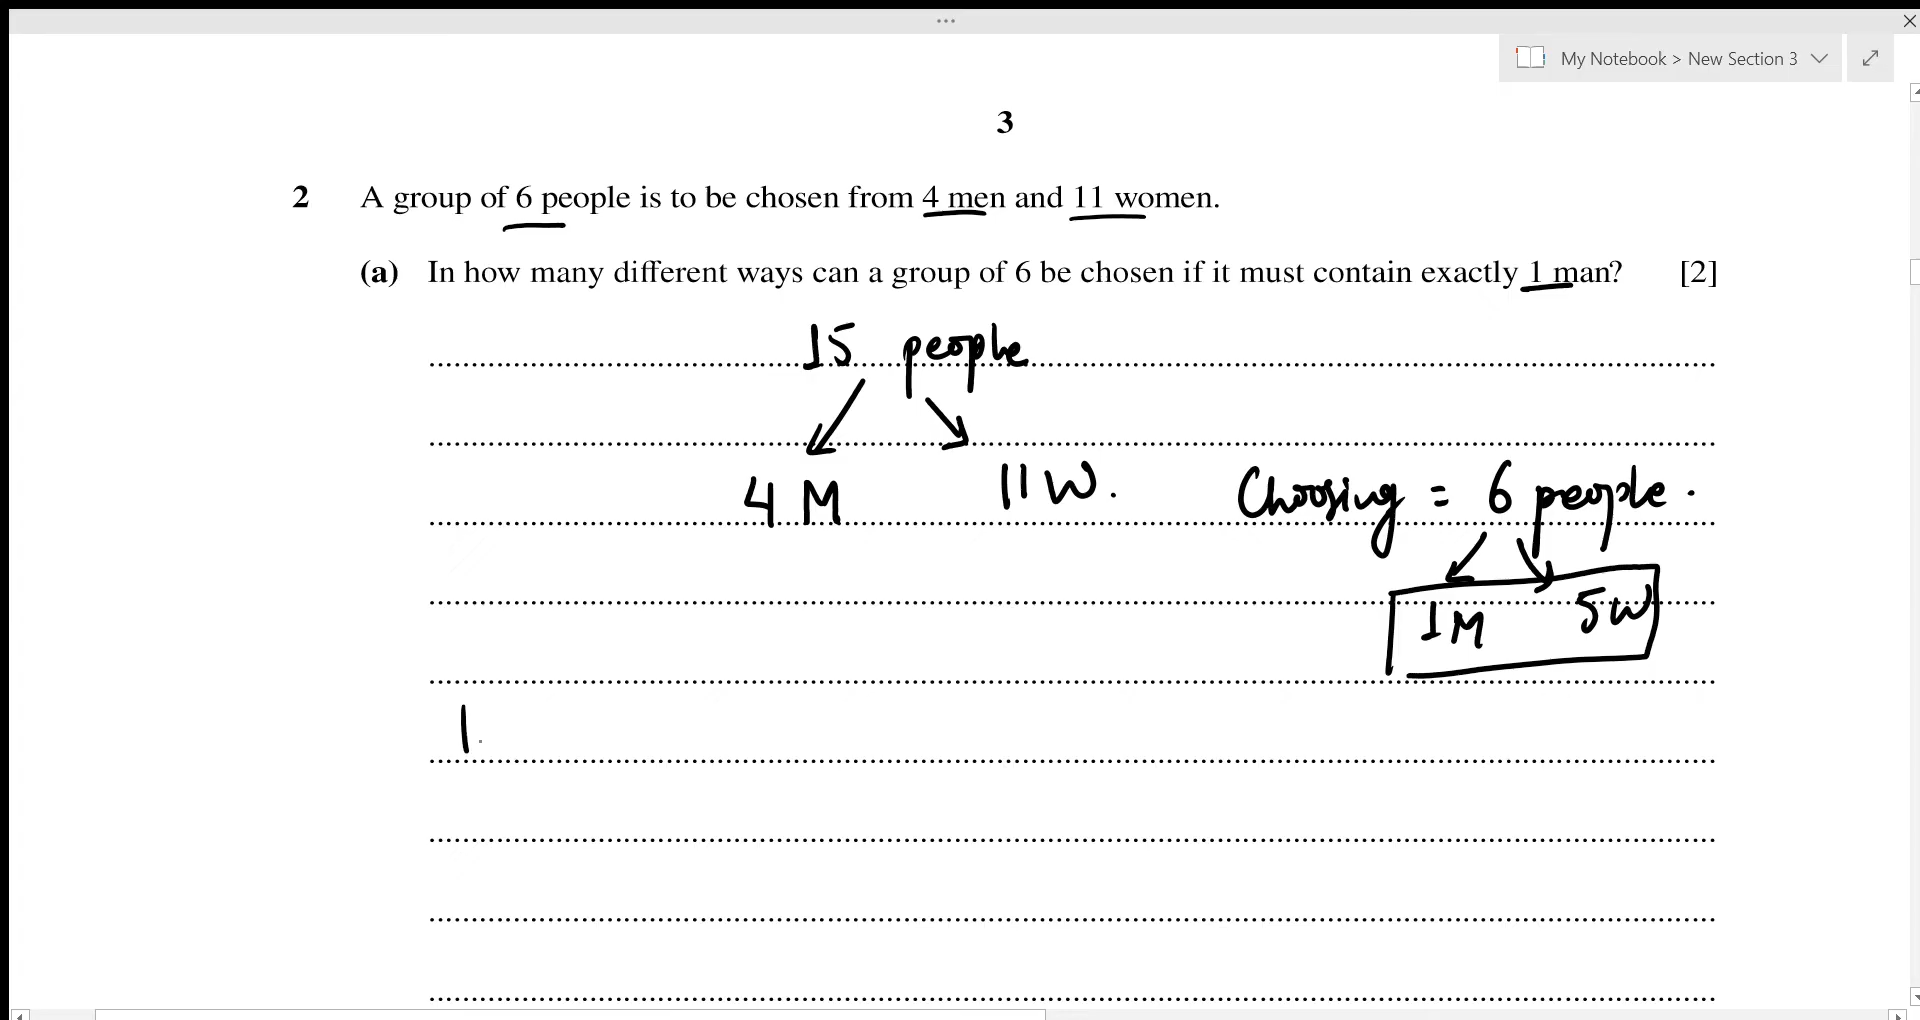 My Notebook > New Section 3
3
2 A group of 6 people is to be chosen from 4 men and 11 women.
(a) In how many different ways can a group of 6 be chosen if it must contain exactly 1 man? [2]
15 people
4 M 11 W. Choosing = 6 people.
1 M 5 W